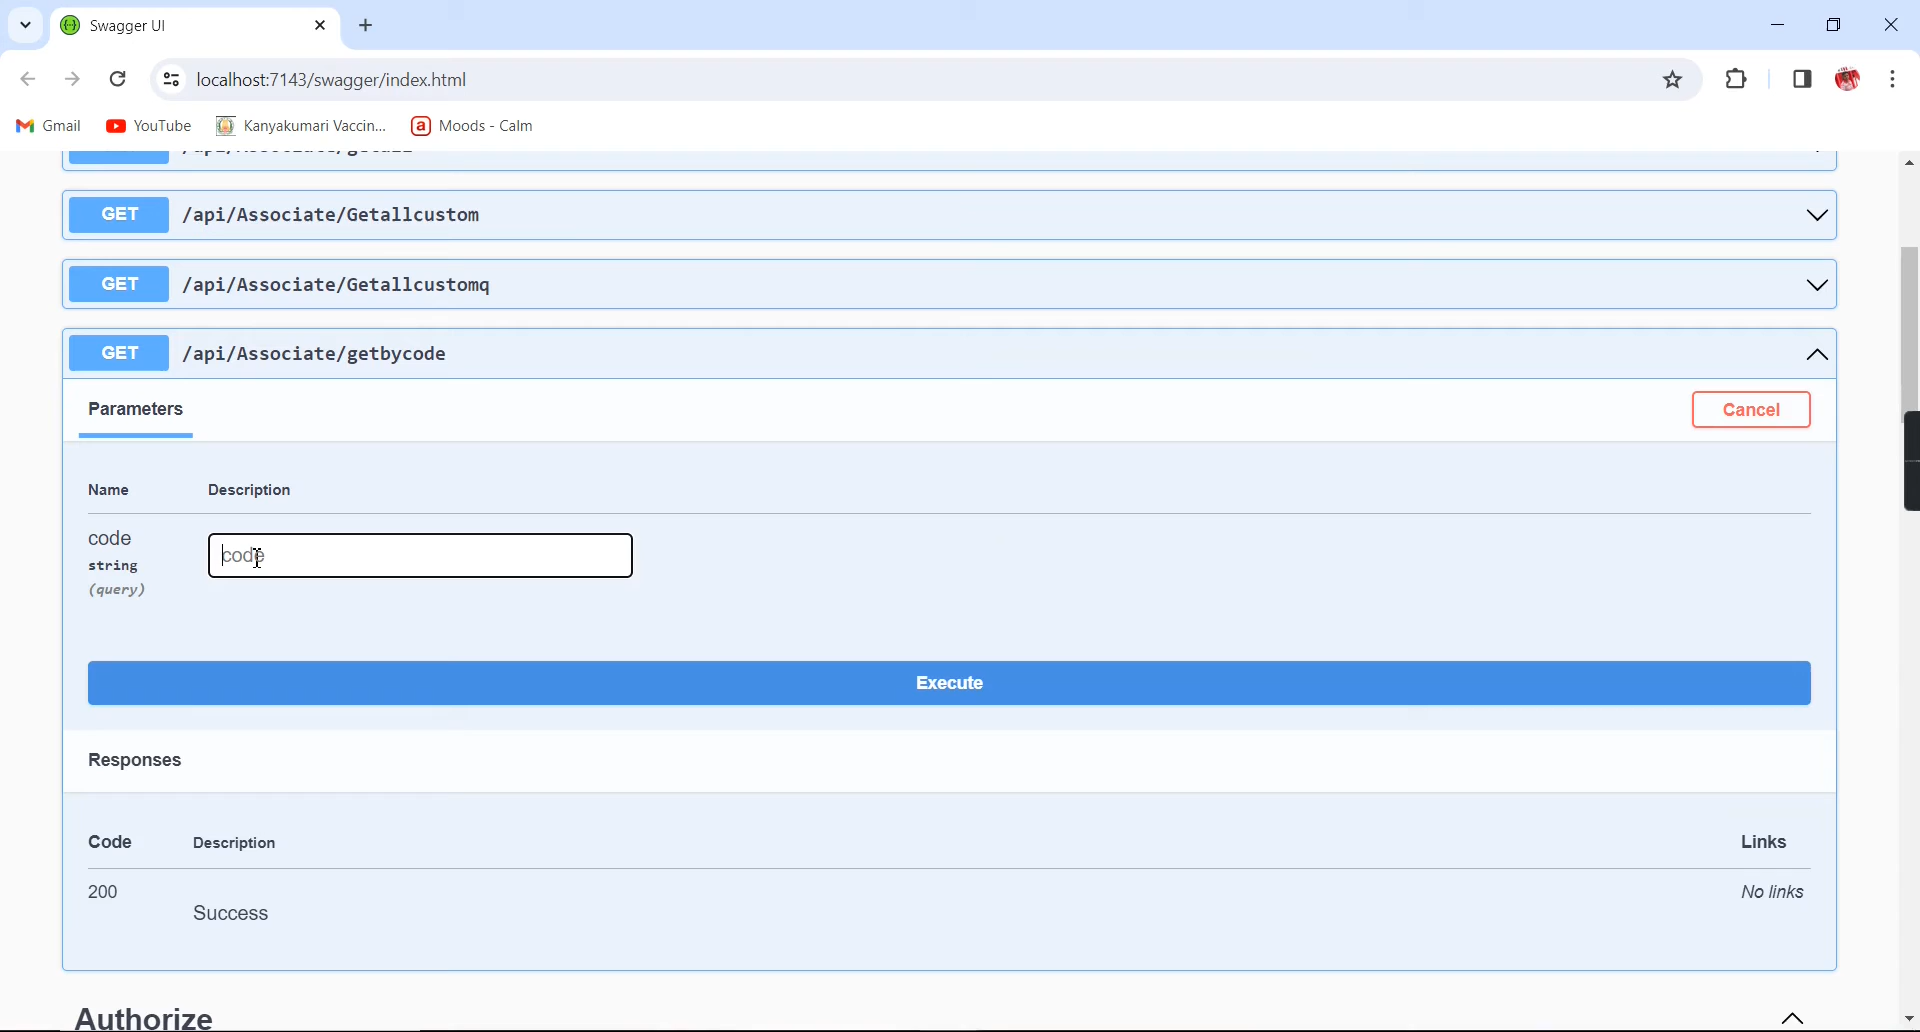 Swagger UI
localhost:7143/swagger/index.html
Gmail
YouTube
Kanyakumari Vaccin...
a Moods - Calm
GET /api/Associate/Getallcustom
GET /api/Associate/Getallcustomq
GET /api/Associate/getbycode
Parameters
Cancel
Name Description
code
string
(query)
code
Execute
Responses
Code Description Links
200 No links
Success
Authorize